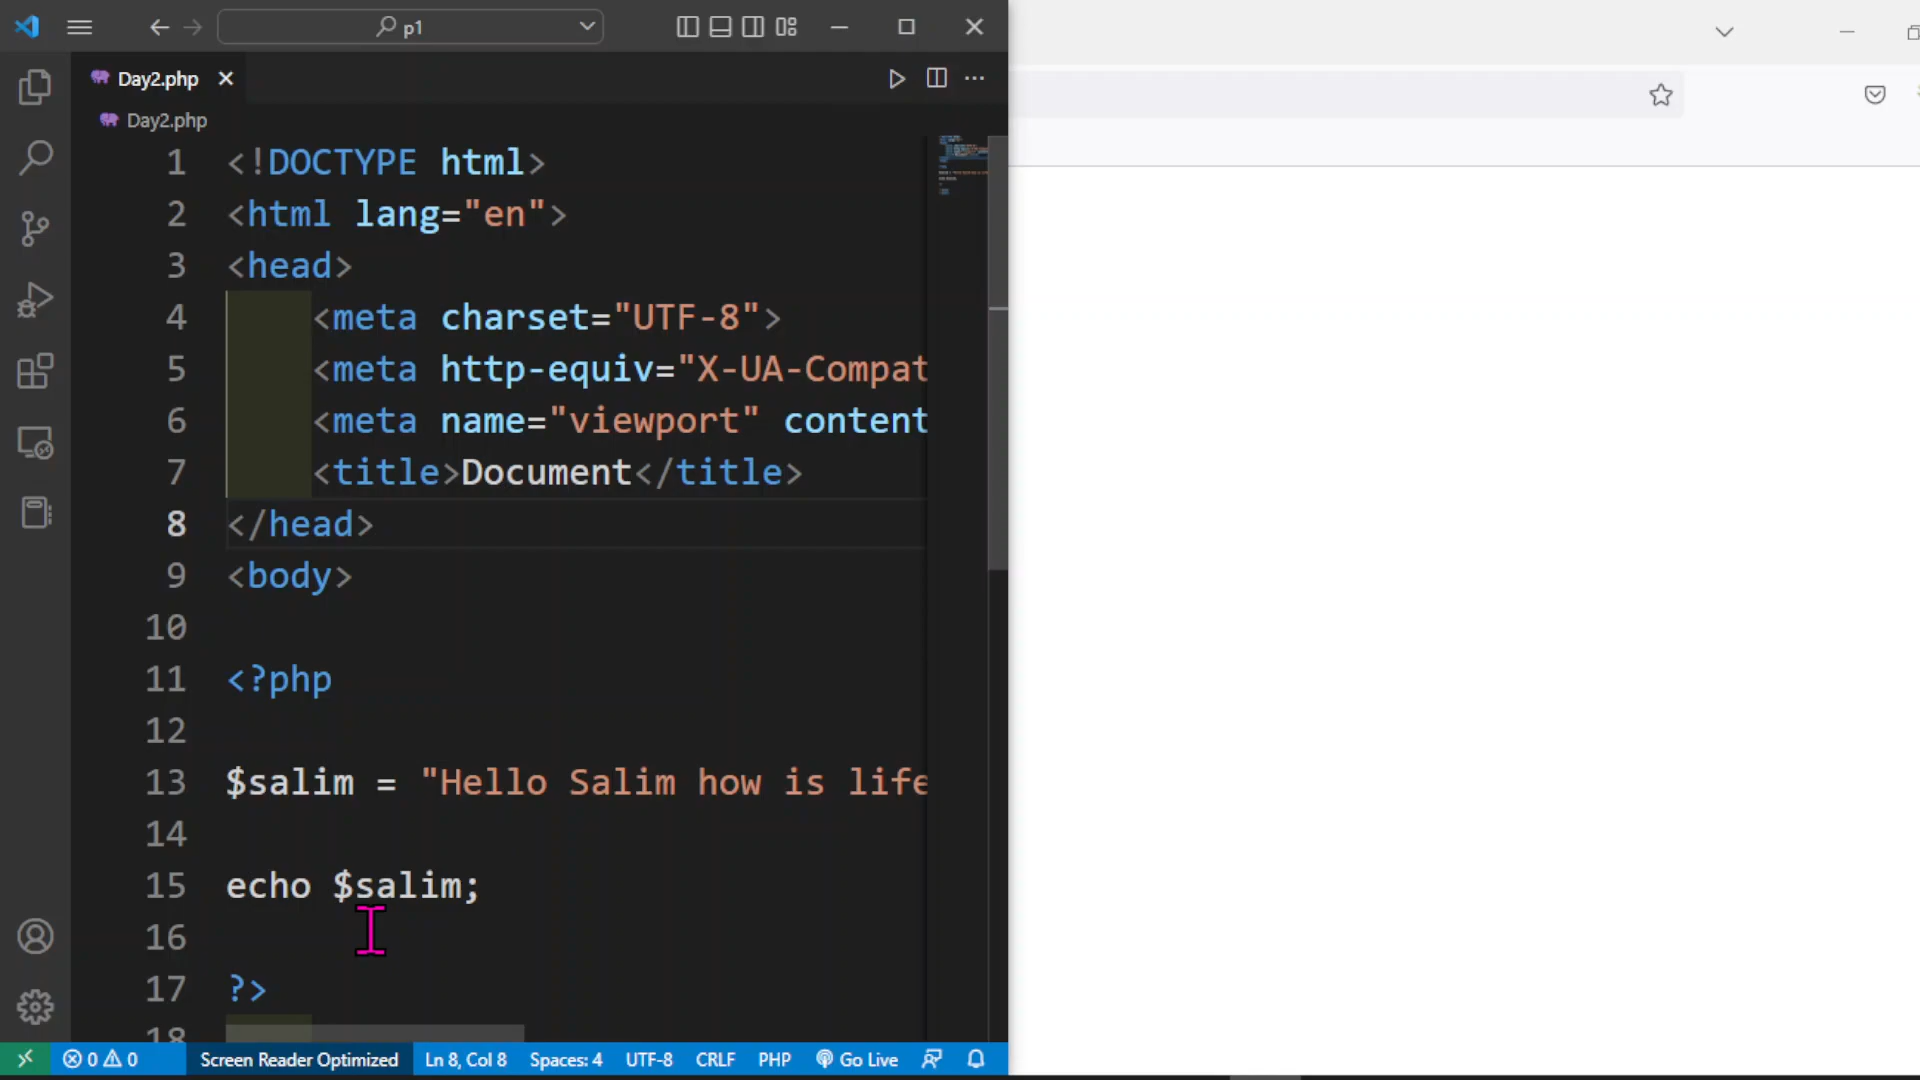 p1
Day2.php
Day2.php
1 <!DOCTYPE html>
2 <html lang="en">
3 <head>
4 <meta charset="UTF-8">
5 <meta http-equiv="X-UA-Compat
6 <meta name="viewport" content
7 <title>Document</title>
8 </head>
9 <body>
10
11 <?php
12
13 $salim = "Hello Salim how is life
14
15 echo $salim;
16
17 ?>
18
0 0 Screen Reader Optimized Ln 8, Col 8 Spaces: 4 UTF-8 CRLF PHP Go Live